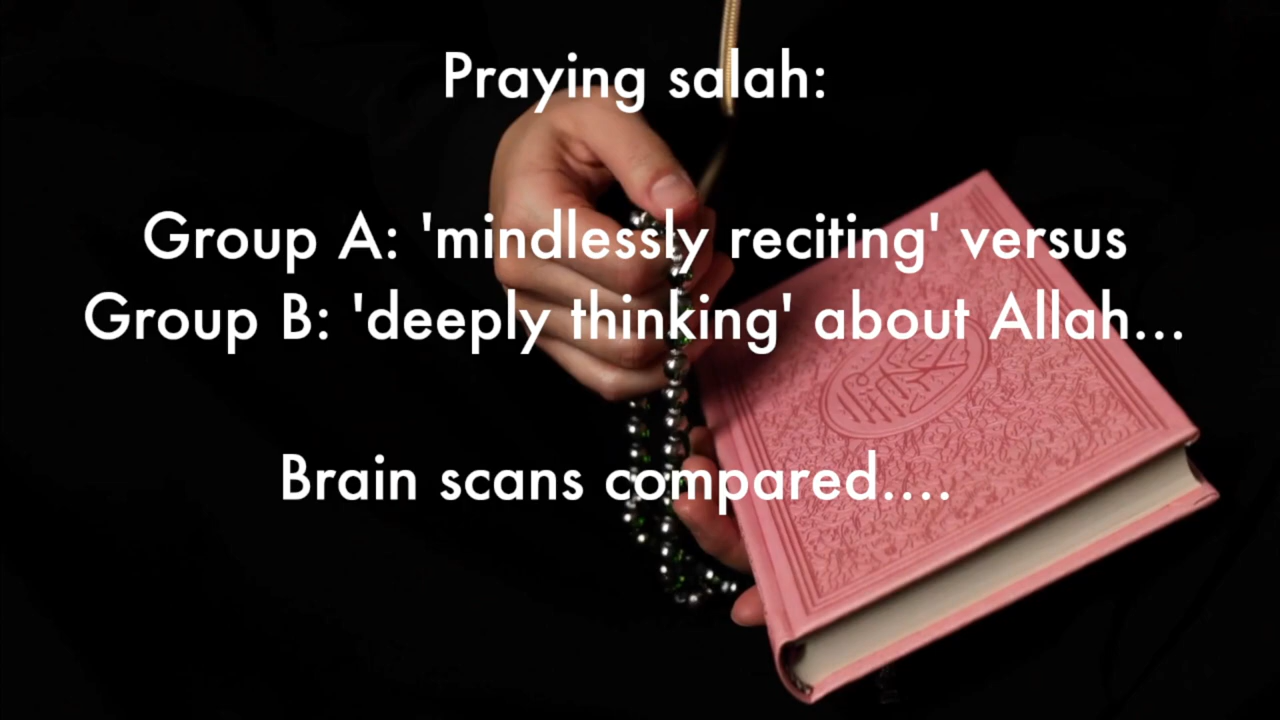 Praying salah:
Group A: 'mindlessly reciting' versus
Group B: 'deeply thinking' about Allah...
Brain scans compared....